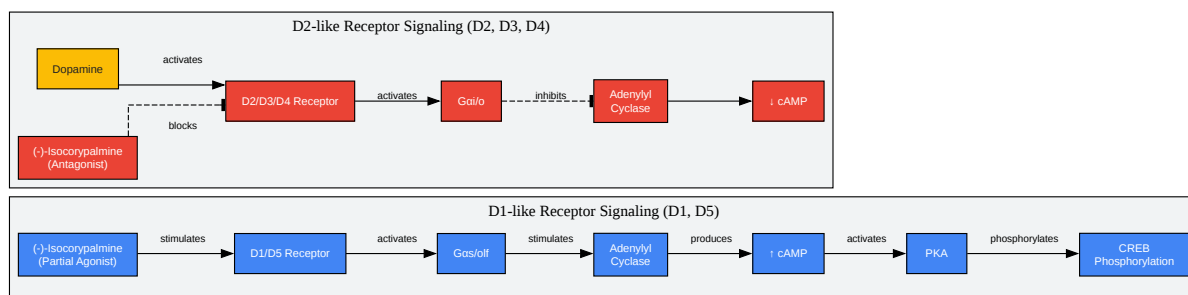 D2-like Receptor Signaling (D2, D3, D4)
Dopamine
activates
D2/D3/D4 Receptor
activates
Gαi/o
inhibits
Adenylyl
Cyclase
↓ cAMP
blocks
(-)-Isocorypalmine
(Antagonist)
D1-like Receptor Signaling (D1, D5)
(-)-Isocorypalmine
(Partial Agonist)
stimulates
D1/D5 Receptor
activates
Gαs/olf
stimulates
Adenylyl
Cyclase
produces
↑ cAMP
activates
PKA
phosphorylates
CREB
Phosphorylation